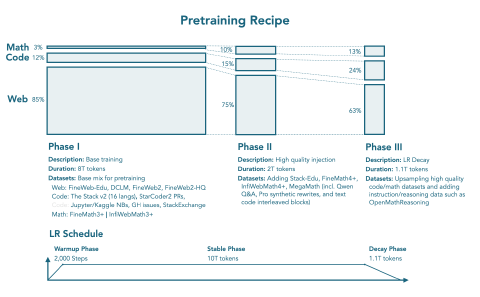 Pretraining Recipe
Math 3% 10% 13%
Code 12% 15% 24%
Web 85% 75% 63%
Phase I
Description: Base training
Duration: 8T tokens
Datasets: Base mix for pretraining
Web: FineWeb-Edu, DCLM, FineWeb2, FineWeb2-HQ
Code: The Stack v2 (16 langs), StarCoder2 PRs,
Jupyter/Kaggle NBs, GH issues, StackExchange
Math: FineMath3+ | InfiWebMath3+
Phase II
Description: High quality injection
Duration: 2T tokens
Datasets: Adding Stack-Edu, FineMath4+,
InfiWebMath4+, MegaMath (incl. Qwen
Q&A, Pro synthetic rewrites, and text
code interleaved blocks)
Phase III
Description: LR Decay
Duration: 1.1T tokens
Datasets: Upsampling high quality
code/math datasets and adding
instruction/reasoning data such as
OpenMathReasoning
LR Schedule
Warmup Phase Stable Phase Decay Phase
2,000 Steps 10T tokens 1.1T tokens